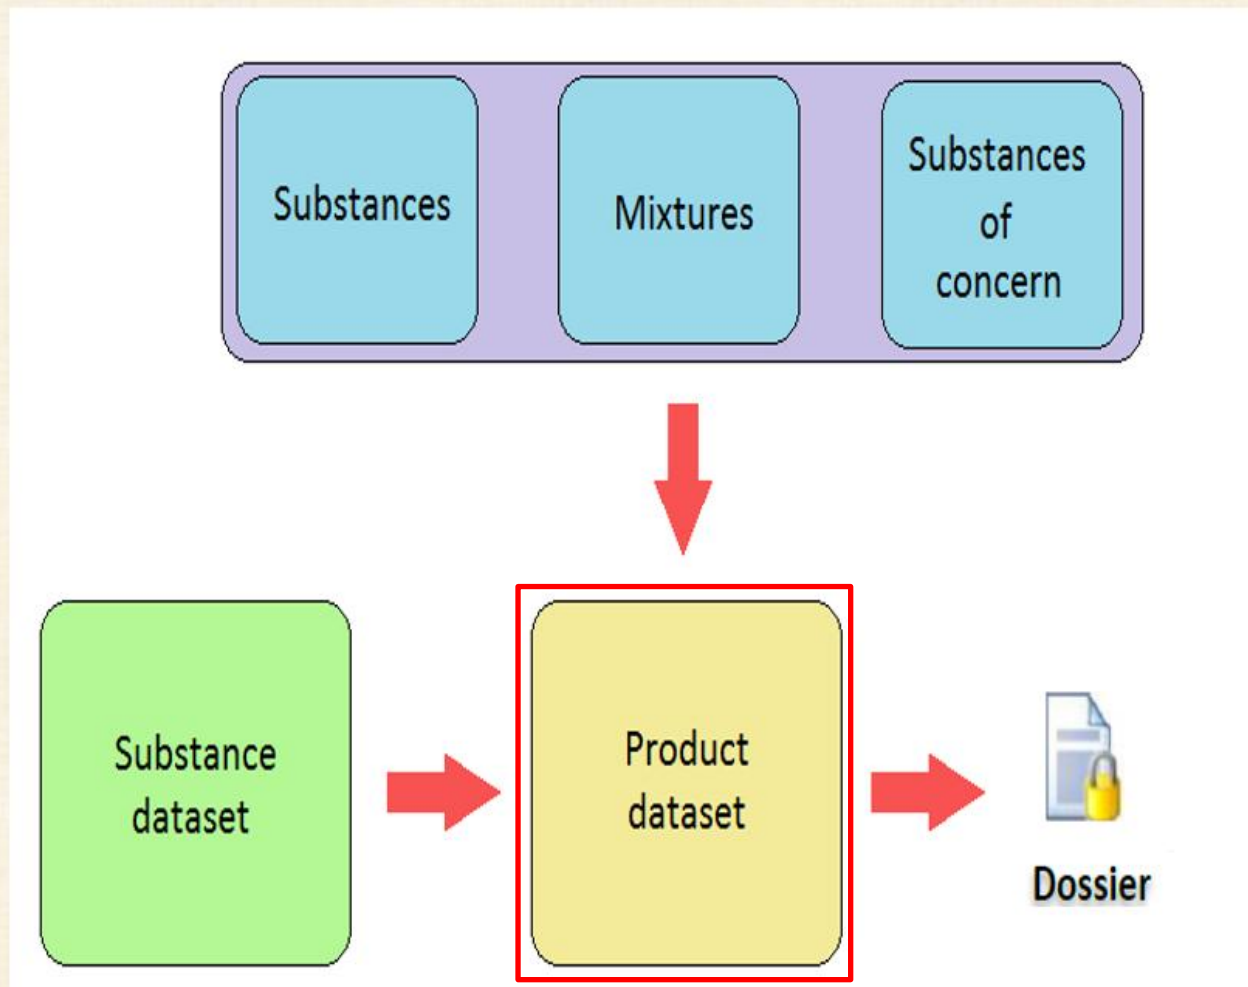 Substances
Mixtures
Substances
of
concern
Substance
dataset
Product
dataset
Dossier